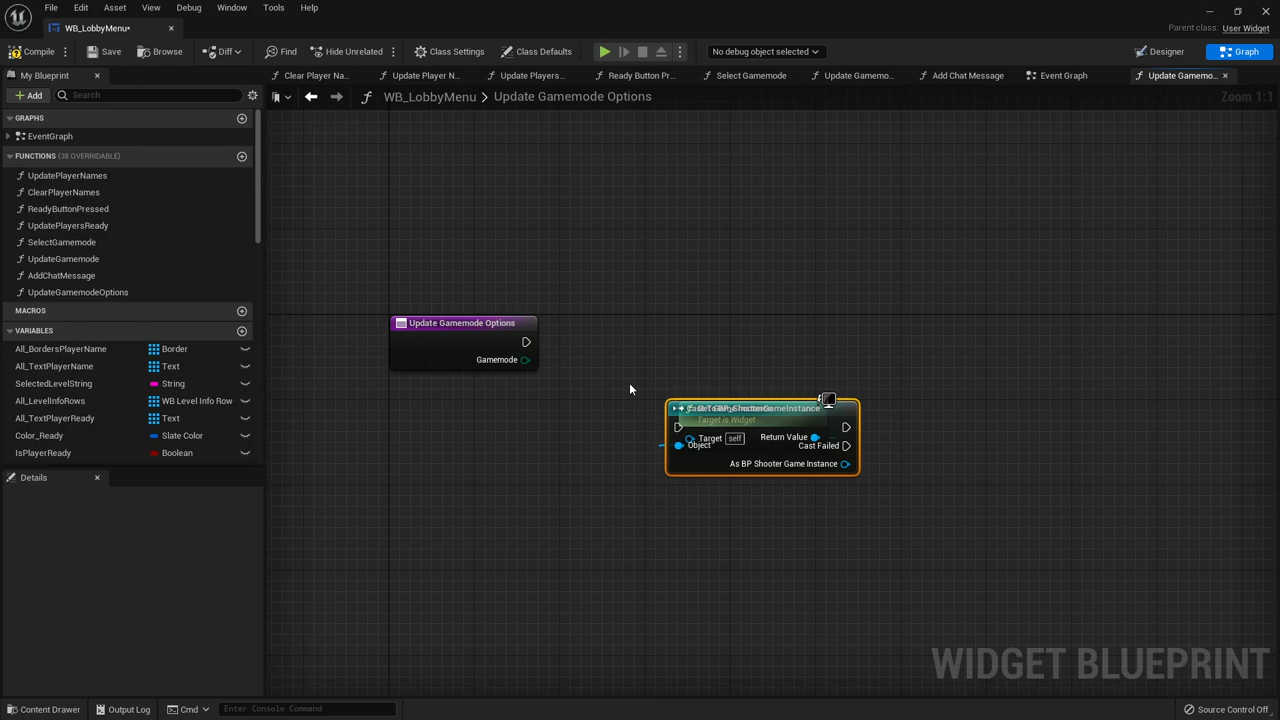 File Edit Asset View Debug Window Tools Help
WB_LobbyMenu•
Parent class: User Widget
Compile Save Browse Diff Find Hide Unrelated Class Settings Class Defaults No debug object selected Designer Graph
My Blueprint Clear Player Na... Update Player N... Update Players... Ready Button Pr... Select Gamemode Update Gamemo... Add Chat Message Event Graph Update Gamemo...
Add Search WB_LobbyMenu > Update Gamemode Options Zoom 1:1
GRAPHS
EventGraph
FUNCTIONS (38 OVERRIDABLE)
UpdatePlayerNames
ClearPlayerNames
ReadyButtonPressed
UpdatePlayersReady
SelectGamemode
UpdateGamemode
AddChatMessage
UpdateGamemodeOptions
MACROS
VARIABLES
All_BordersPlayerName Border
All_TextPlayerName Text
SelectedLevelString String
All_LevelInfoRows WB Level Info Row
All_TextPlayerReady Text
Color_Ready Slate Color
IsPlayerReady Boolean
Details
Update Gamemode Options
Gamemode
Target is Widget
Target self Return Value
Object Cast Failed
As BP Shooter Game Instance
WIDGET BLUEPRINT
Content Drawer Output Log Cmd Enter Console Command Source Control Off